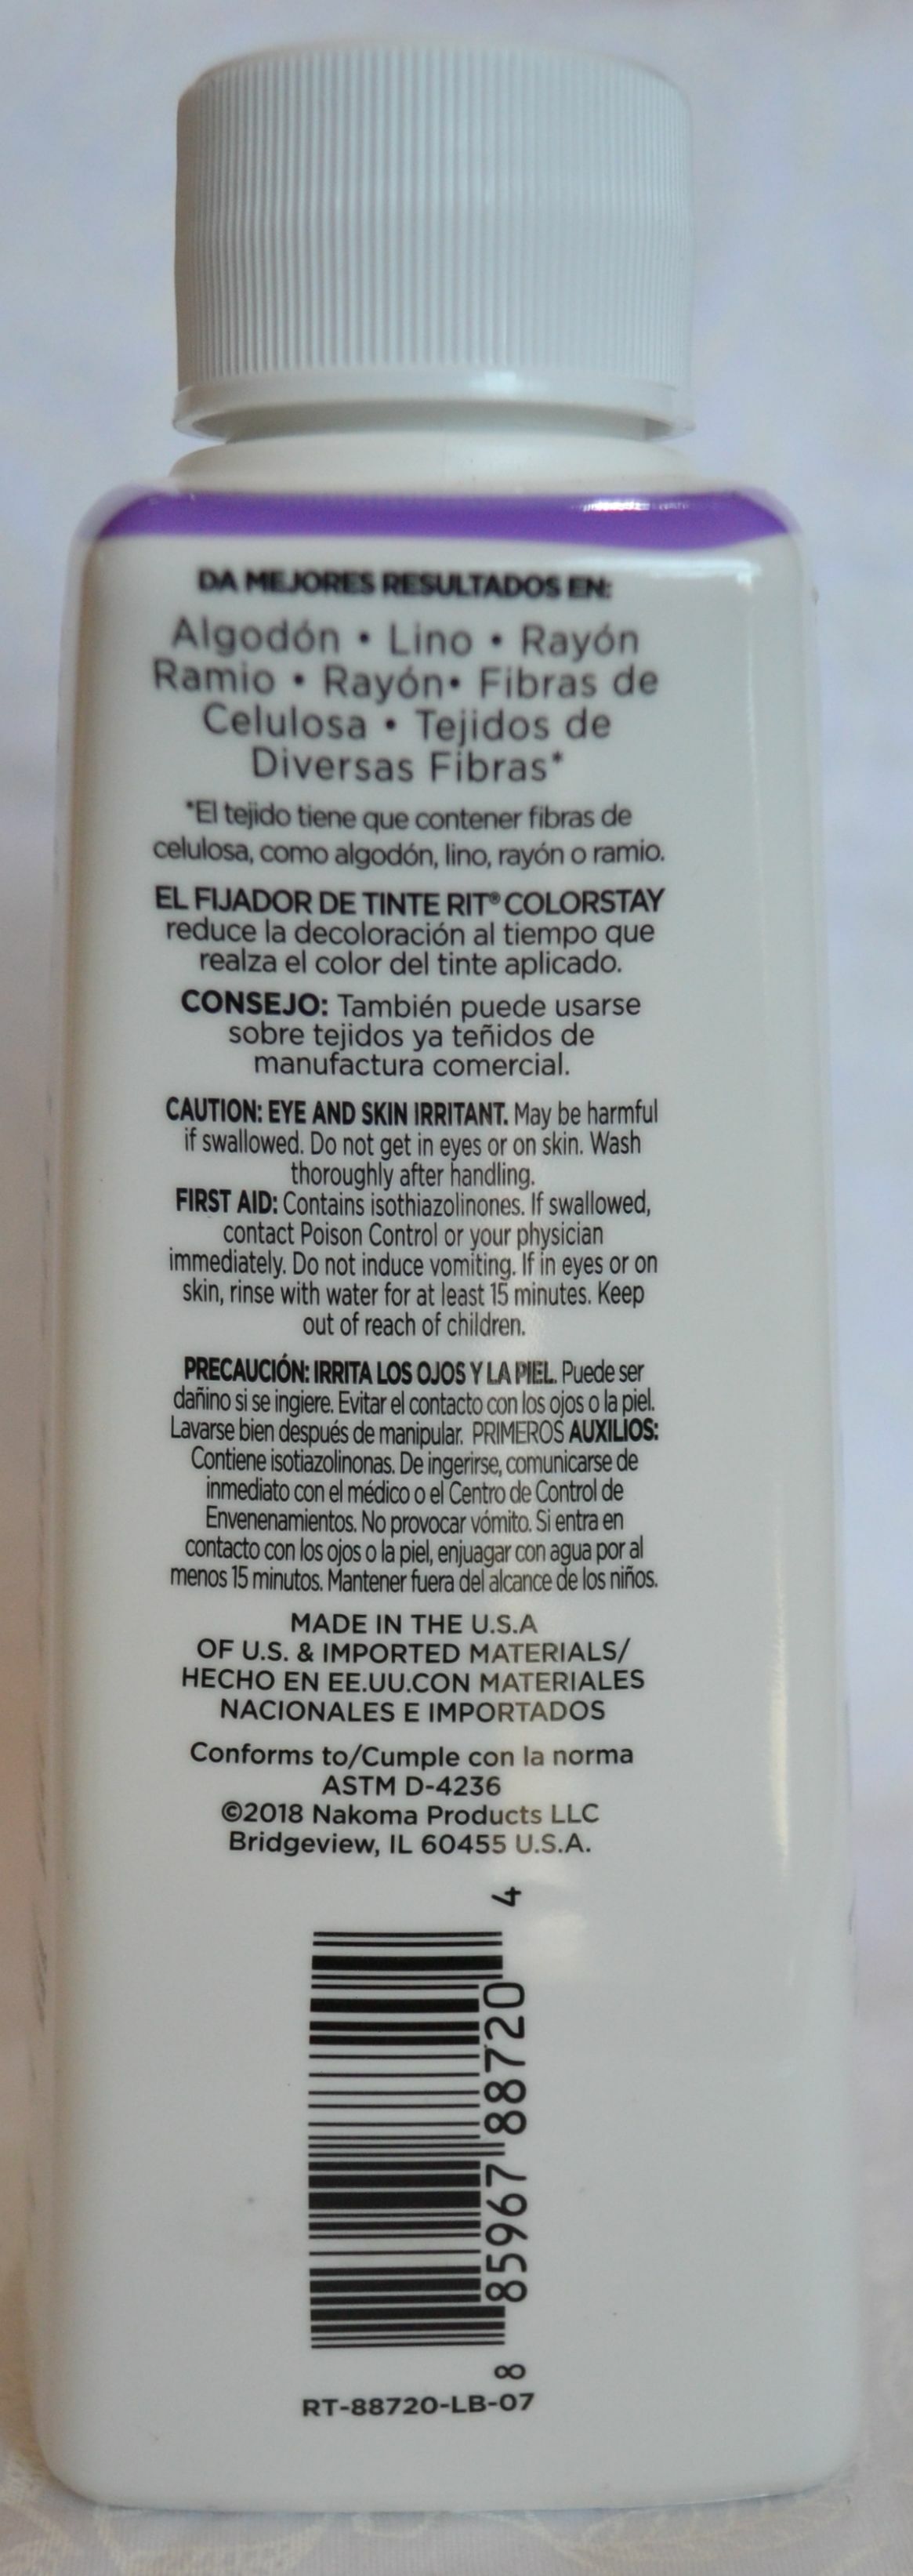 DA MEJORES RESULTADOS EN:
Algodón • Lino • Rayón
Ramio • Rayón• Fibras de
Celulosa • Tejidos de
Diversas Fibras*
*El tejido tiene que contener fibras de
celulosa, como algodón, lino, rayón o ramio.
EL FIJADOR DE TINTE RIT® COLORSTAY
reduce la decoloración al tiempo que
realza el color del tinte aplicado.
CONSEJO: También puede usarse
sobre tejidos ya teñidos de
manufactura comercial.
CAUTION: EYE AND SKIN IRRITANT. May be harmful
if swallowed. Do not get in eyes or on skin. Wash
thoroughly after handling.
FIRST AID: Contains isothiazolinones. If swallowed,
contact Poison Control or your physician
immediately. Do not induce vomiting. If in eyes or on
skin, rinse with water for at least 15 minutes. Keep
out of reach of children.
PRECAUCIÓN: IRRITA LOS OJOS Y LA PIEL. Puede ser
dañino si se ingiere. Evitar el contacto con los ojos o la piel.
Lavarse bien después de manipular. PRIMEROS AUXILIOS:
Contiene isotiazolinonas. De ingerirse, comunicarse de
inmediato con el médico o el Centro de Control de
Envenenamientos. No provocar vómito. Si entra en
contacto con los ojos o la piel, enjuagar con agua por al
menos 15 minutos. Mantener fuera del alcance de los niños.
MADE IN THE U.S.A
OF U.S. & IMPORTED MATERIALS/
HECHO EN EE.UU.CON MATERIALES
NACIONALES E IMPORTADOS
Conforms to/Cumple con la norma
ASTM D-4236
©2018 Nakoma Products LLC
Bridgeview, IL 60455 U.S.A.
8 85967 88720 4
RT-88720-LB-07